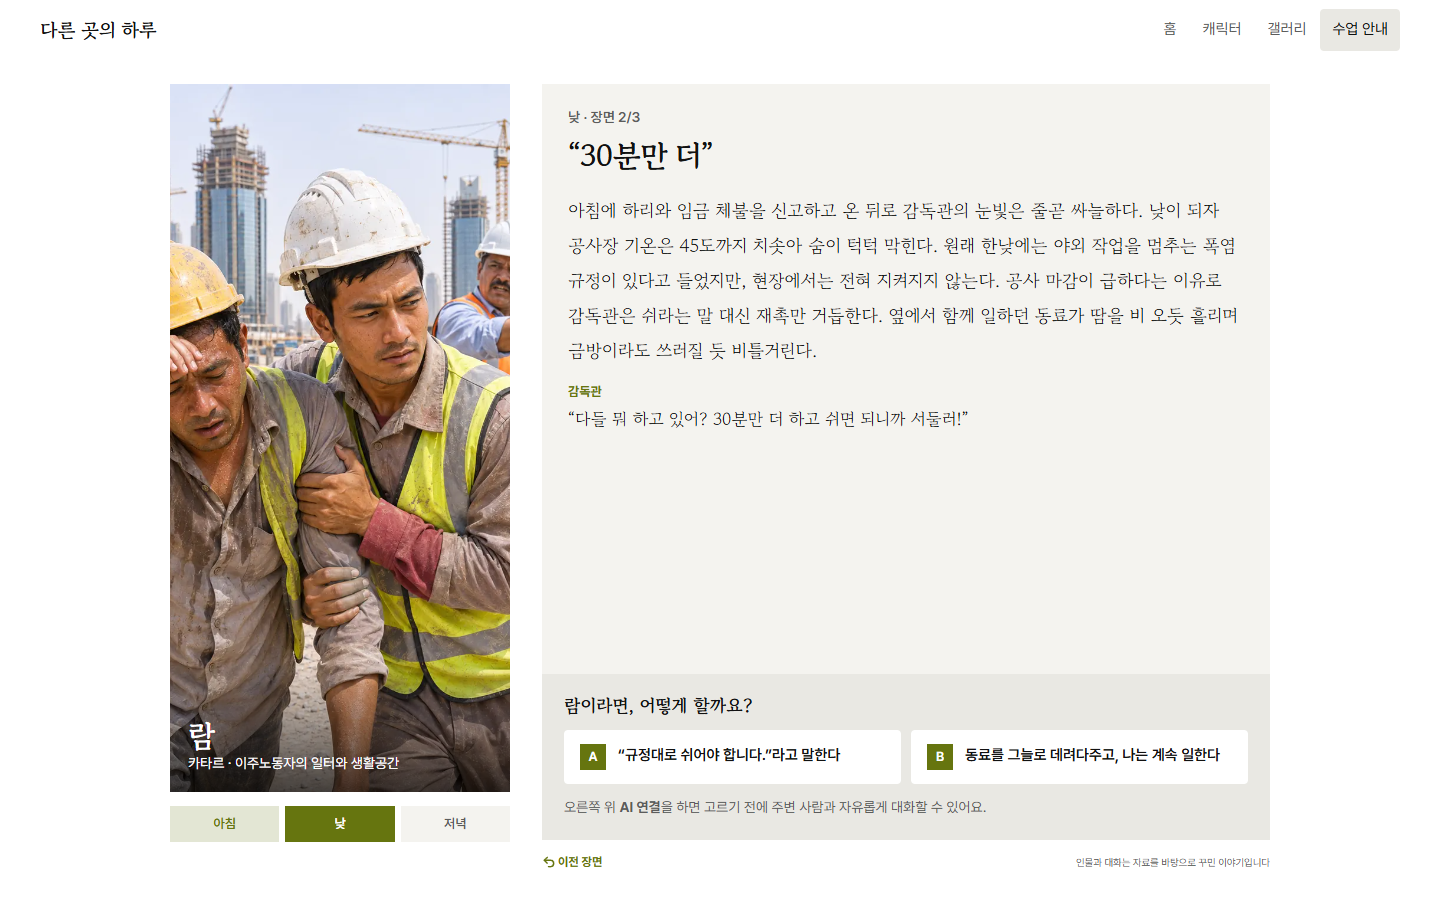 다른 곳의 하루
홈
캐릭터
갤러리
수업 안내
람
카타르 · 이주노동자의 일터와 생활공간
아침
낮
저녁
낮 · 장면 2/3
“30분만 더”
아침에 하리와 임금 체불을 신고하고 온 뒤로 감독관의 눈빛은 줄곧 싸늘하다. 낮이 되자
공사장 기온은 45도까지 치솟아 숨이 턱턱 막힌다. 원래 한낮에는 야외 작업을 멈추는 폭염
규정이 있다고 들었지만, 현장에서는 전혀 지켜지지 않는다. 공사 마감이 급하다는 이유로
감독관은 쉬라는 말 대신 재촉만 거듭한다. 옆에서 함께 일하던 동료가 땀을 비 오듯 흘리며
금방이라도 쓰러질 듯 비틀거린다.
감독관
“다들 뭐 하고 있어? 30분만 더 하고 쉬면 되니까 서둘러!”
람이라면, 어떻게 할까요?
A “규정대로 쉬어야 합니다.”라고 말한다
B 동료를 그늘로 데려다주고, 나는 계속 일한다
오른쪽 위 AI 연결을 하면 고르기 전에 주변 사람과 자유롭게 대화할 수 있어요.
이전 장면
인물과 대화는 자료를 바탕으로 꾸민 이야기입니다